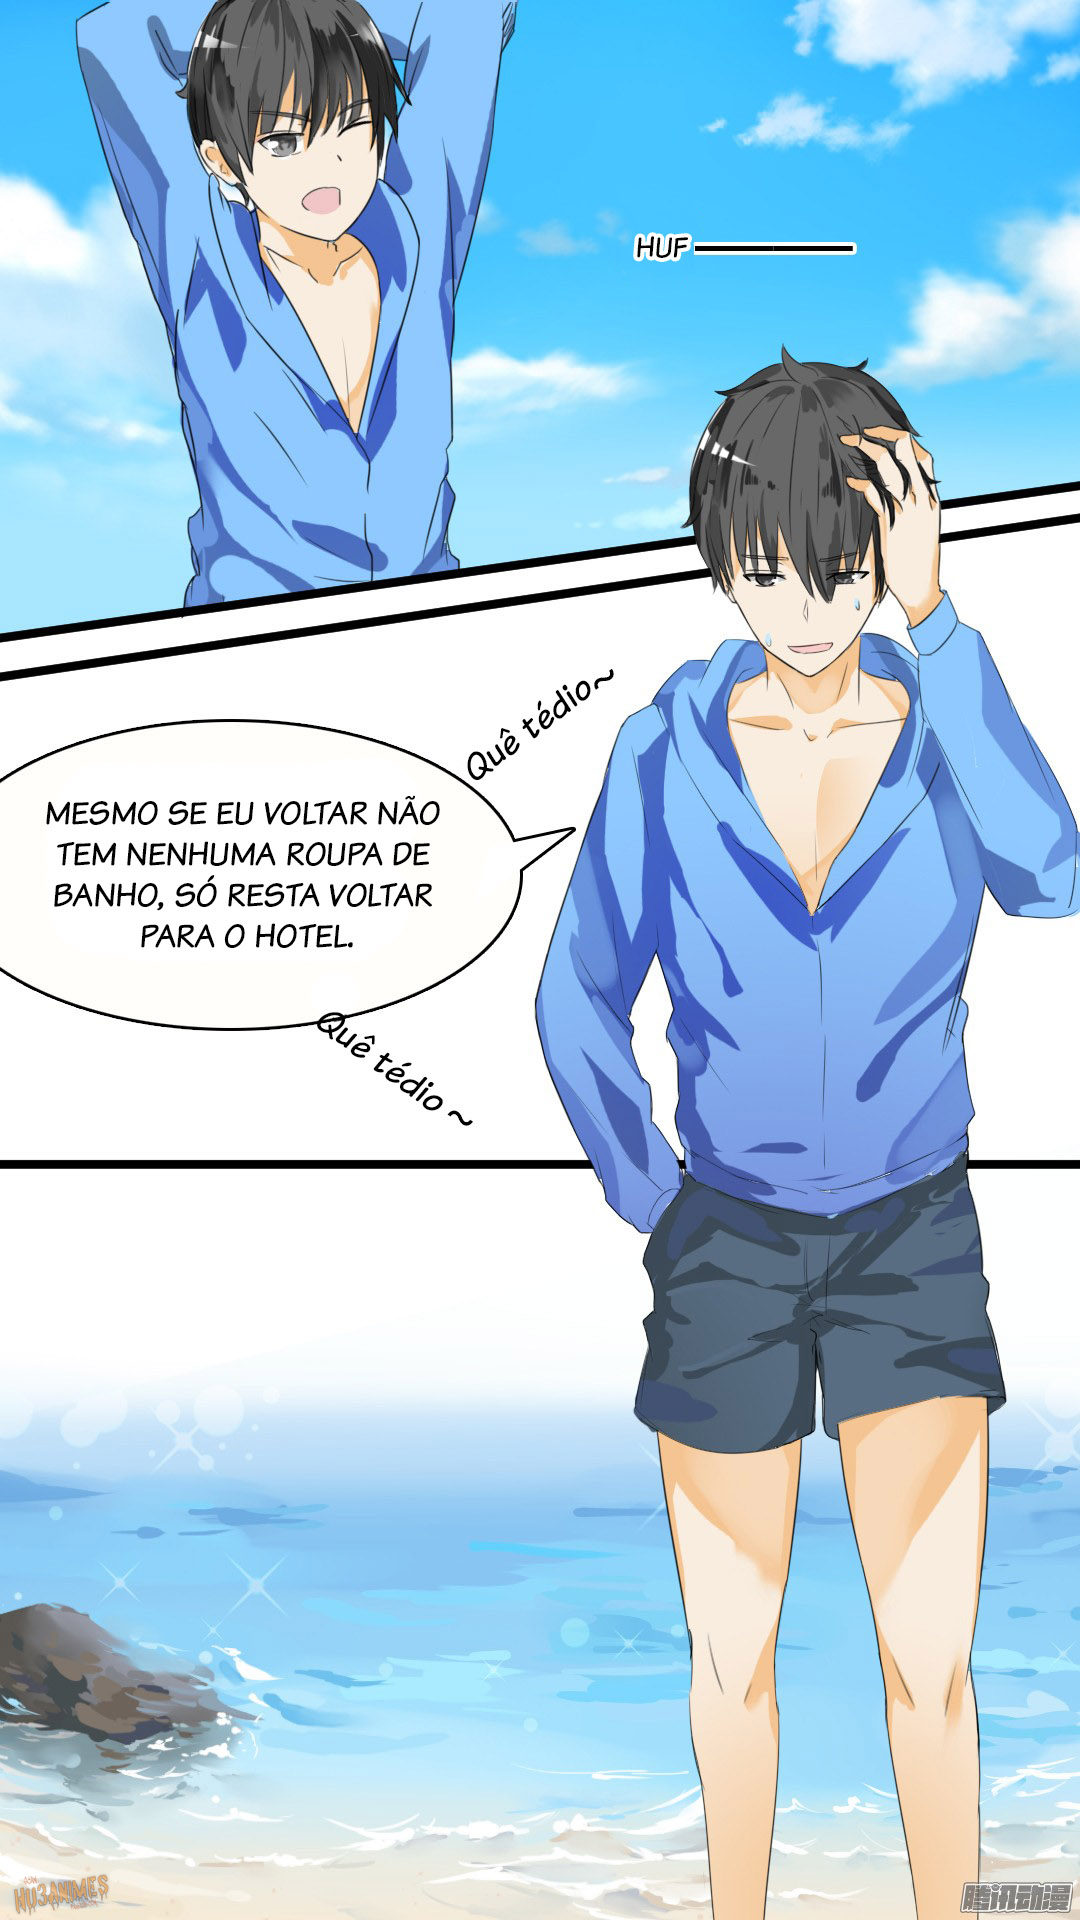 HUF
Quê tédio~
MESMO SE EU VOLTAR NÃO
TEM NENHUMA ROUPA DE
BANHO, SÓ RESTA VOLTAR
PARA O HOTEL.
Quê tédio ~
HU3ANIMES
腾讯动漫